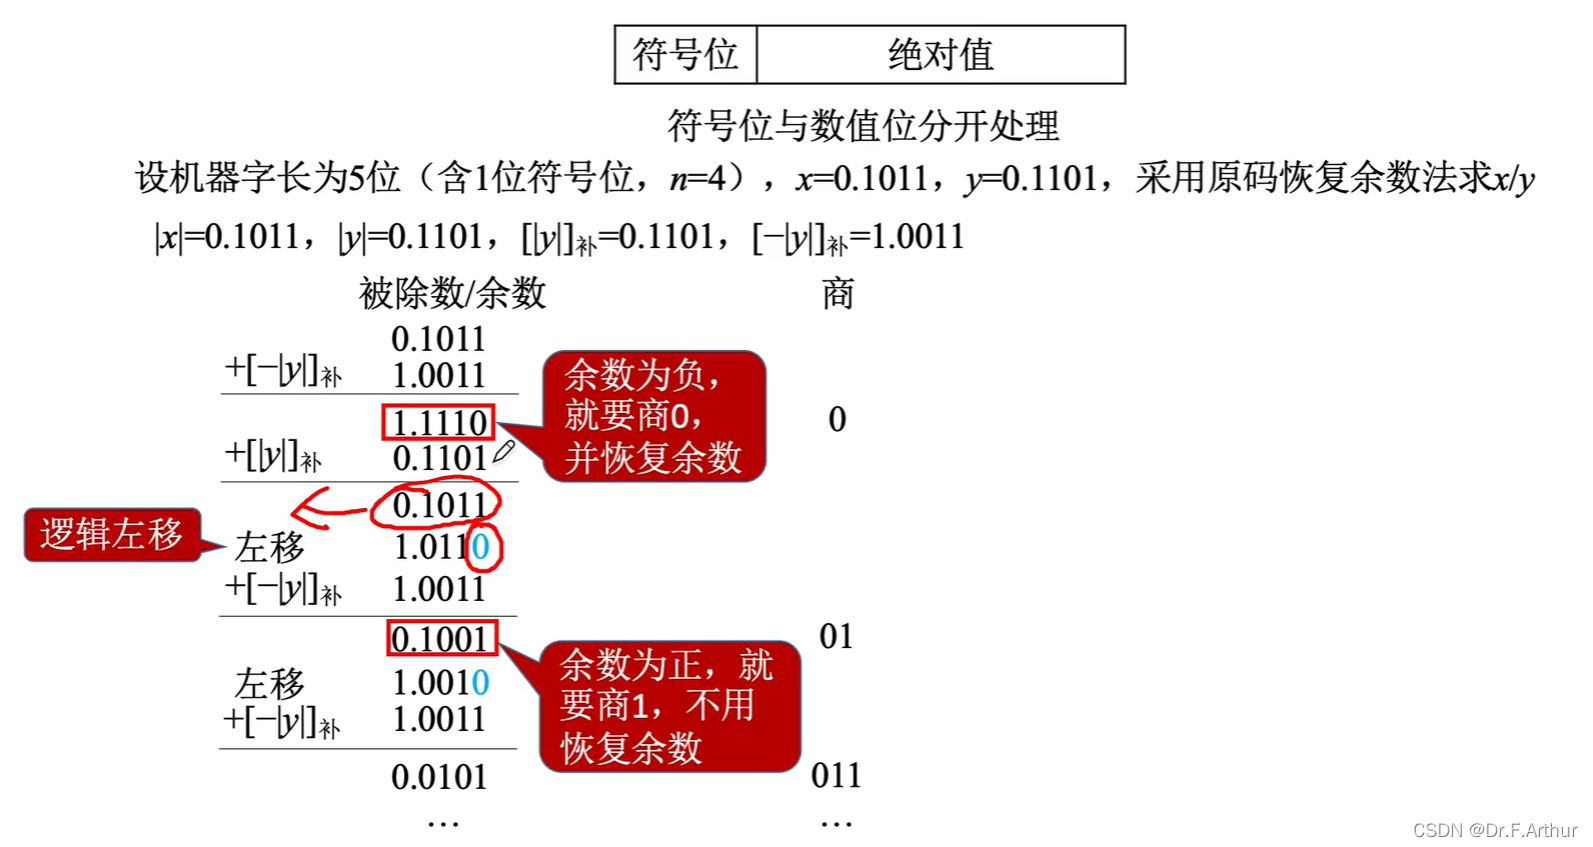 符号位 绝对值
符号位与数值位分开处理
设机器字长为5位（含1位符号位，n=4），x=0.1011，y=0.1101，采用原码恢复余数法求x/y
|x|=0.1011，|y|=0.1101，[|y|]补=0.1101，[−|y|]补=1.0011
被除数/余数 商
0.1011
+[−|y|]补 1.0011
余数为负，
就要商0，
并恢复余数
1.1110 0
+[|y|]补 0.1101
0.1011
逻辑左移
左移 1.0110
+[−|y|]补 1.0011
0.1001 01
余数为正，就
要商1，不用
恢复余数
左移 1.0010
+[−|y|]补 1.0011
0.0101 011
… …
CSDN @Dr.F.Arthur